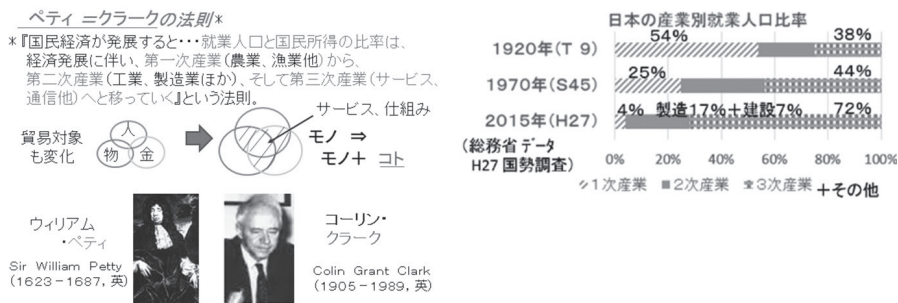 ペティ=クラークの法則*
*『国民経済が発展すると・・・就業人口と国民所得の比率は、
経済発展に伴い、第一次産業(農業、漁業他)から、
第二次産業(工業、製造業ほか)、そして第三次産業(サービス、
通信他)へと移っていく』という法則。
貿易対象
も変化
人
物
金
サービス、仕組み
モノ ⇒
モノ+ コト
ウィリアム
・ペティ
Sir William Petty
(1623-1687, 英)
コーリン・
クラーク
Colin Grant Clark
(1905-1989, 英)
日本の産業別就業人口比率
1920年(T 9)
54%
38%
1970年(S45)
25%
44%
2015年(H27)
4%
製造17%+建設7%
72%
(総務省 データ
H27 国勢調査)
0%
20%
40%
60%
80%
100%
1次産業
2次産業
3次産業
+その他